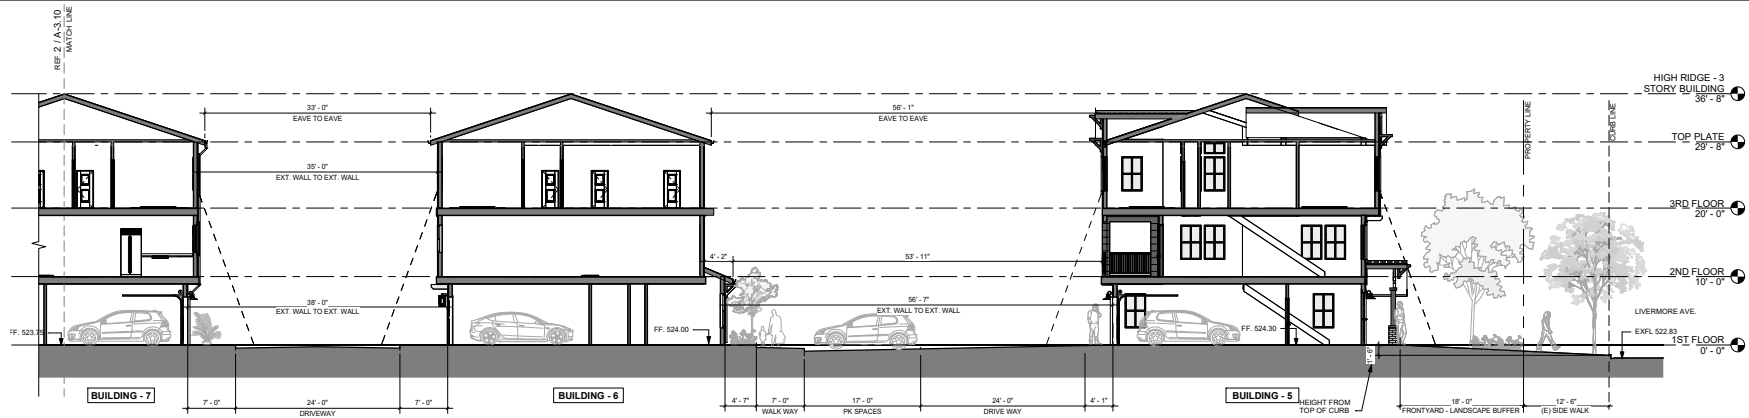 REF. 2 / A-3.10
MATCH LINE
HIGH RIDGE - 3
STORY BUILDING
36' - 8"
33' - 0"
EAVE TO EAVE
56' - 1"
EAVE TO EAVE
PROPERTY LINE
CURB LINE
TOP PLATE
29' - 8"
35' - 0"
EXT. WALL TO EXT. WALL
3RD FLOOR
20' - 0"
4' - 2"
53' - 11"
2ND FLOOR
10' - 0"
38' - 0"
EXT. WALL TO EXT. WALL
56' - 7"
EXT. WALL TO EXT. WALL
LIVERMORE AVE.
FF. 523.75
FF. 524.00
FF. 524.30
EXFL 522.83
1ST FLOOR
0' - 0"
1' - 6"
BUILDING - 7
BUILDING - 6
BUILDING - 5
HEIGHT FROM
TOP OF CURB
7' - 0"
24' - 0"
DRIVEWAY
7' - 0"
4' - 7"
7' - 0"
WALK WAY
17' - 0"
PK SPACES
24' - 0"
DRIVE WAY
4' - 1"
18' - 0"
FRONTYARD - LANDSCAPE BUFFER
12' - 6"
(E) SIDE WALK